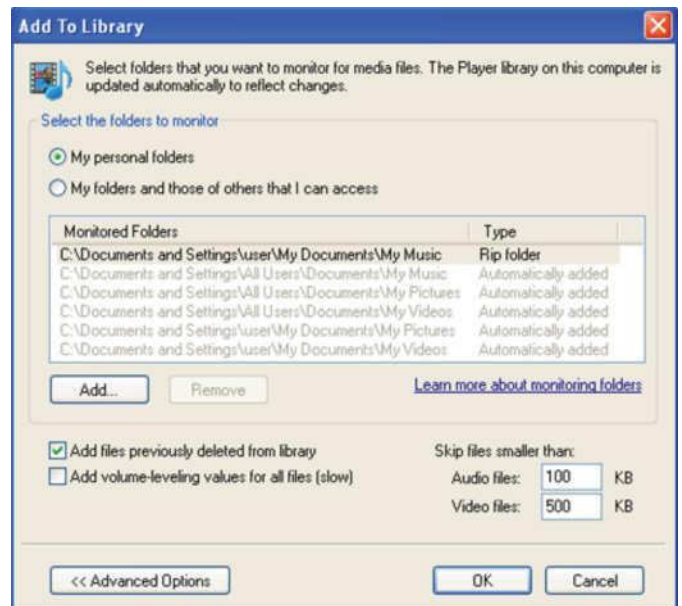 Add To Library
Select folders that you want to monitor for media files. The Player library on this computer is
updated automatically to reflect changes.
Select the folders to monitor
My personal folders
My folders and those of others that I can access
Monitored Folders Type
C:\Documents and Settings\user\My Documents\My Music Rip folder
C:\Documents and Settings\All Users\Documents\My Music Automatically added
C:\Documents and Settings\All Users\Documents\My Pictures Automatically added
C:\Documents and Settings\All Users\Documents\My Videos Automatically added
C:\Documents and Settings\user\My Documents\My Pictures Automatically added
C:\Documents and Settings\user\My Documents\My Videos Automatically added
Add... Remove Learn more about monitoring folders
Add files previously deleted from library Skip files smaller than:
Add volume-leveling values for all files (slow) Audio files: 100 KB
Video files: 500 KB
<< Advanced Options OK Cancel